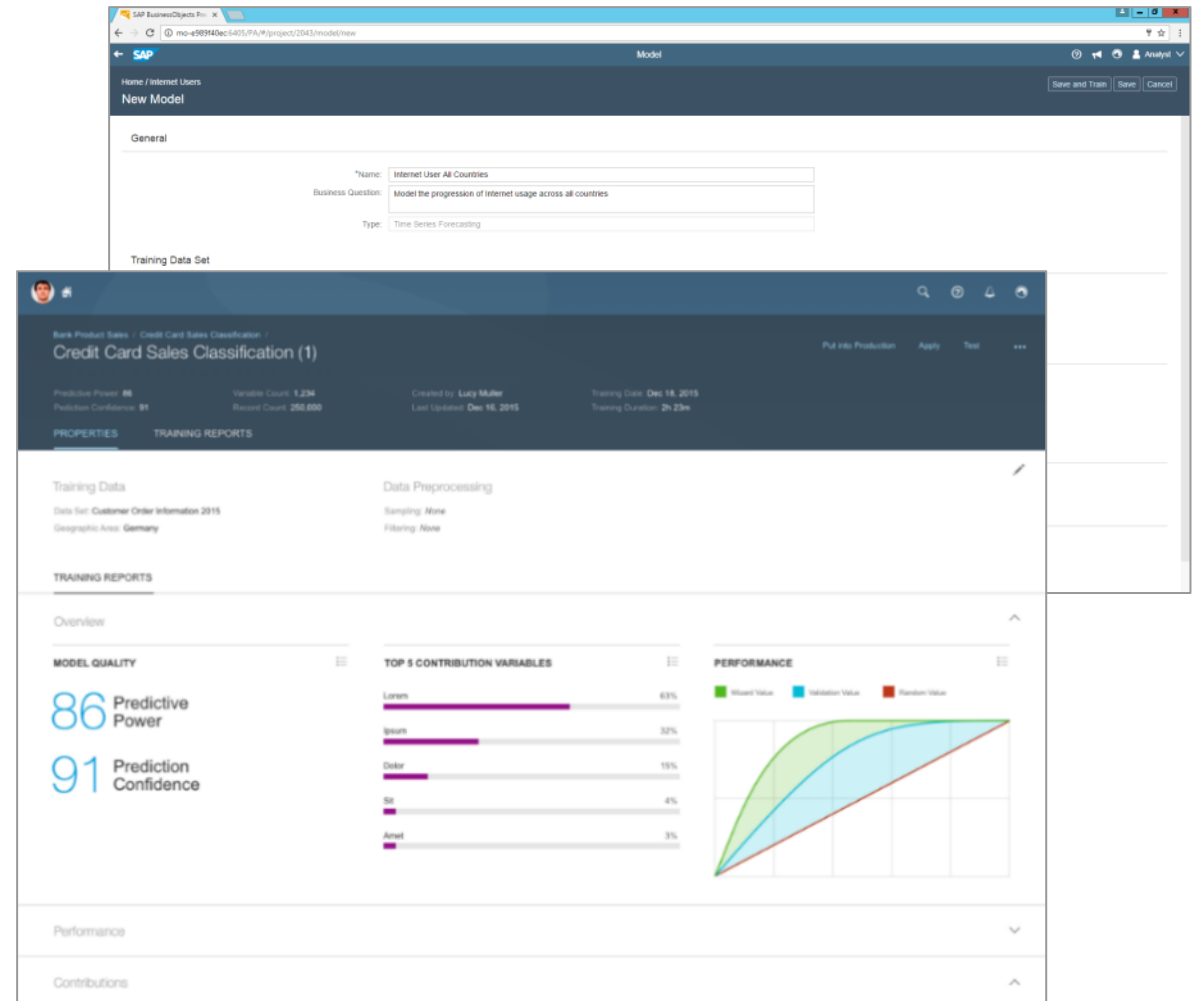 SAP BusinessObjects Pre
mo-e989f40ec:6405/PA/#/project/2043/model/new
SAP
Model
Analyst
Home / Internet Users
New Model
Save and Train
Save
Cancel
General
*Name:
Internet User All Countries
Business Question:
Model the progression of Internet usage across all countries
Type:
Time Series Forecasting
Training Data Set
Bank Product Sales / Credit Card Sales Classification /
Credit Card Sales Classification (1)
Put into Production
Apply
Test
Predictive Power: 86
Variable Count: 1,234
Created by: Lucy Muller
Training Date: Dec 18, 2015
Pediction Confidence: 91
Record Count: 250,000
Last Updated: Dec 16, 2015
Training Duration: 2h 23m
PROPERTIES
TRAINING REPORTS
Training Data
Data Preprocessing
Data Set: Customer Order Information 2015
Sampling: None
Geographic Area: Germany
Filtering: None
TRAINING REPORTS
Overview
MODEL QUALITY
86 Predictive
Power
91 Prediction
Confidence
TOP 5 CONTRIBUTION VARIABLES
Lorem 63%
Ipsum 32%
Dolor 15%
Sit 4%
Amet 3%
PERFORMANCE
Wizard Value
Validation Value
Random Value
Performance
Contributions